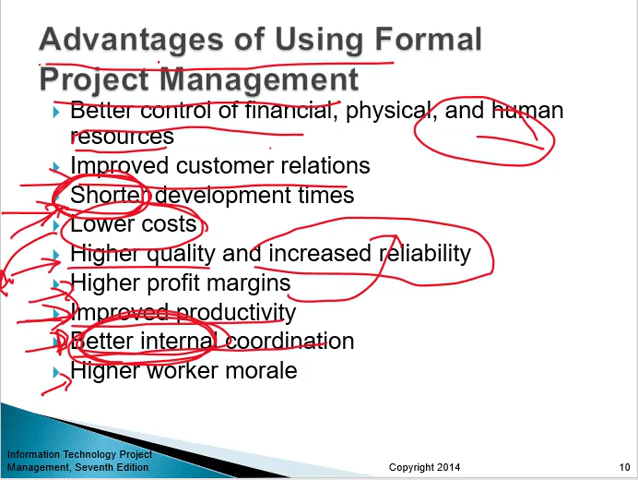 Advantages of Using Formal
Project Management
Better control of financial, physical, and human
resources
Improved customer relations
Shorter development times
Lower costs
Higher quality and increased reliability
Higher profit margins
Improved productivity
Better internal coordination
Higher worker morale
Information Technology Project
Management, Seventh Edition
Copyright 2014
10